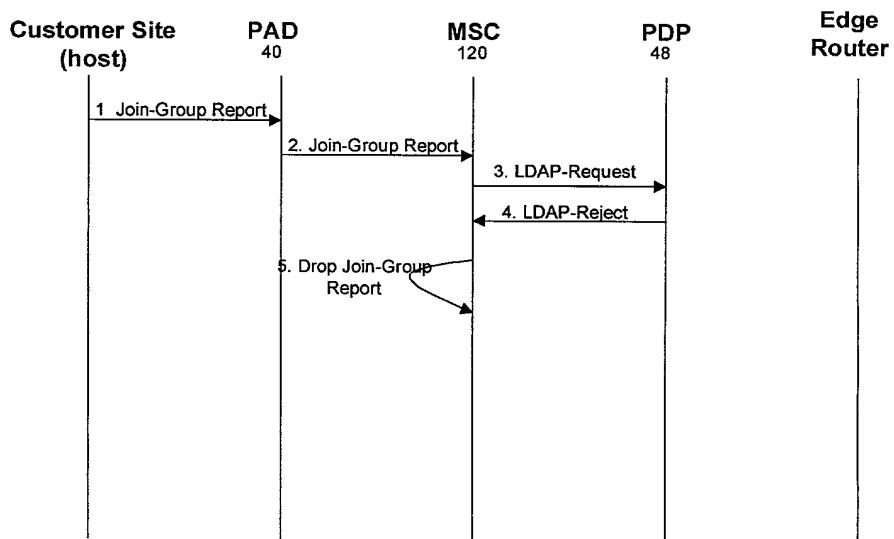 Customer Site
(host)
PAD
40
MSC
120
PDP
48
Edge
Router
1 Join-Group Report
2. Join-Group Report
3. LDAP-Request
4. LDAP-Reject
5. Drop Join-Group
Report